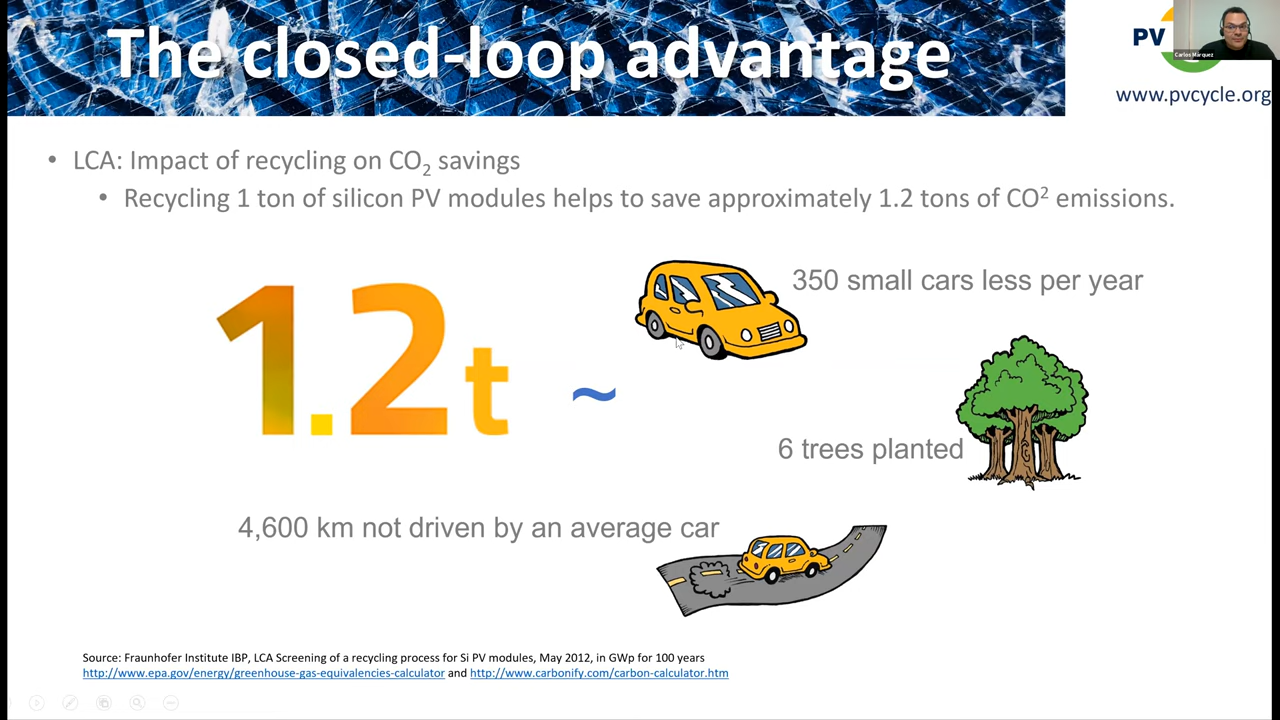 The closed-loop advantage
PV
Carlos Márquez
www.pvcycle.org
• LCA: Impact of recycling on CO₂ savings
• Recycling 1 ton of silicon PV modules helps to save approximately 1.2 tons of CO² emissions.
350 small cars less per year
1.2t
~
6 trees planted
4,600 km not driven by an average car
Source: Fraunhofer Institute IBP, LCA Screening of a recycling process for Si PV modules, May 2012, in GWp for 100 years
http://www.epa.gov/energy/greenhouse-gas-equivalencies-calculator and http://www.carbonify.com/carbon-calculator.htm